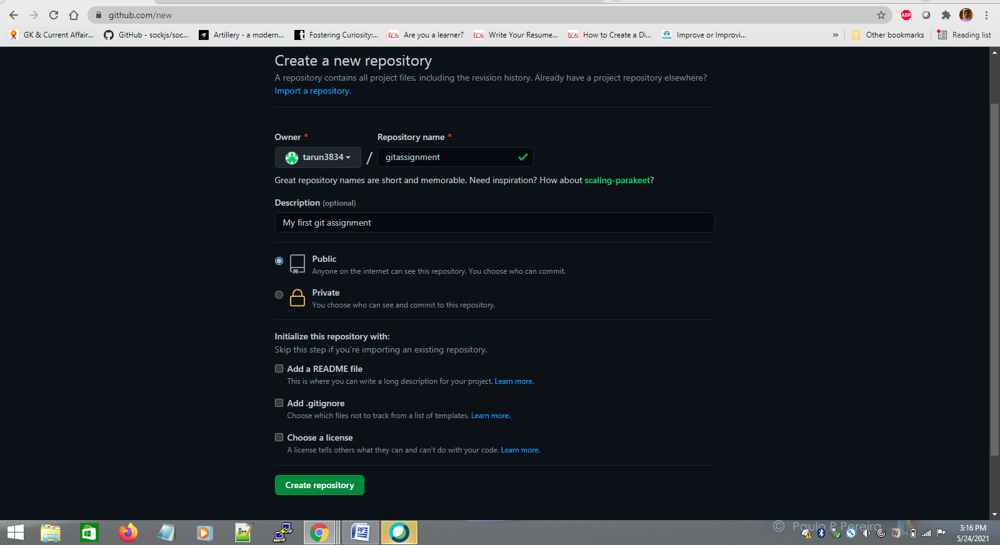 github.com/new
ABP
GK & Current Affair...
GitHub - sockjs/soc...
Artillery - a modern...
t
Fostering Curiosity:...
tcs
Are you a learner?
tcs
Write Your Resume...
tcs
How to Create a Di...
TATA
Improve or Improvi...
»
Other bookmarks
Reading list
Create a new repository
A repository contains all project files, including the revision history. Already have a project repository elsewhere?
Import a repository.
Owner * Repository name *
tarun3834 / gitassignment
Great repository names are short and memorable. Need inspiration? How about scaling-parakeet?
Description (optional)
My first git assignment
Public
Anyone on the internet can see this repository. You choose who can commit.
Private
You choose who can see and commit to this repository.
Initialize this repository with:
Skip this step if you're importing an existing repository.
Add a README file
This is where you can write a long description for your project. Learn more.
Add .gitignore
Choose which files not to track from a list of templates. Learn more.
Choose a license
A license tells others what they can and can't do with your code. Learn more.
Create repository
© Paulo P Pereira
3:16 PM
5/24/2021